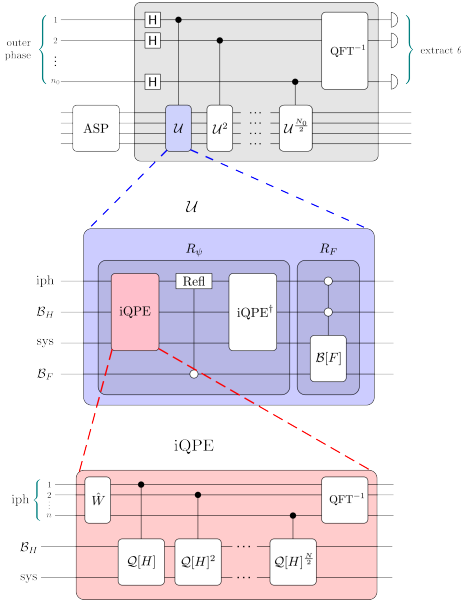 1 H
outer 2 H
phase ⋮ QFT⁻¹ extract θ
n₀ H
ASP 𝒰 𝒰² ⋯ 𝒰^{N₀/2}
𝒰
R_ψ R_F
iph Refl
ℬ_H iQPE iQPE†
sys ℬ[F]
ℬ_F
iQPE
1
iph 2 Ŵ QFT⁻¹
⋮
n
ℬ_H 𝒬[H] 𝒬[H]² ⋯ 𝒬[H]^{N/2}
sys